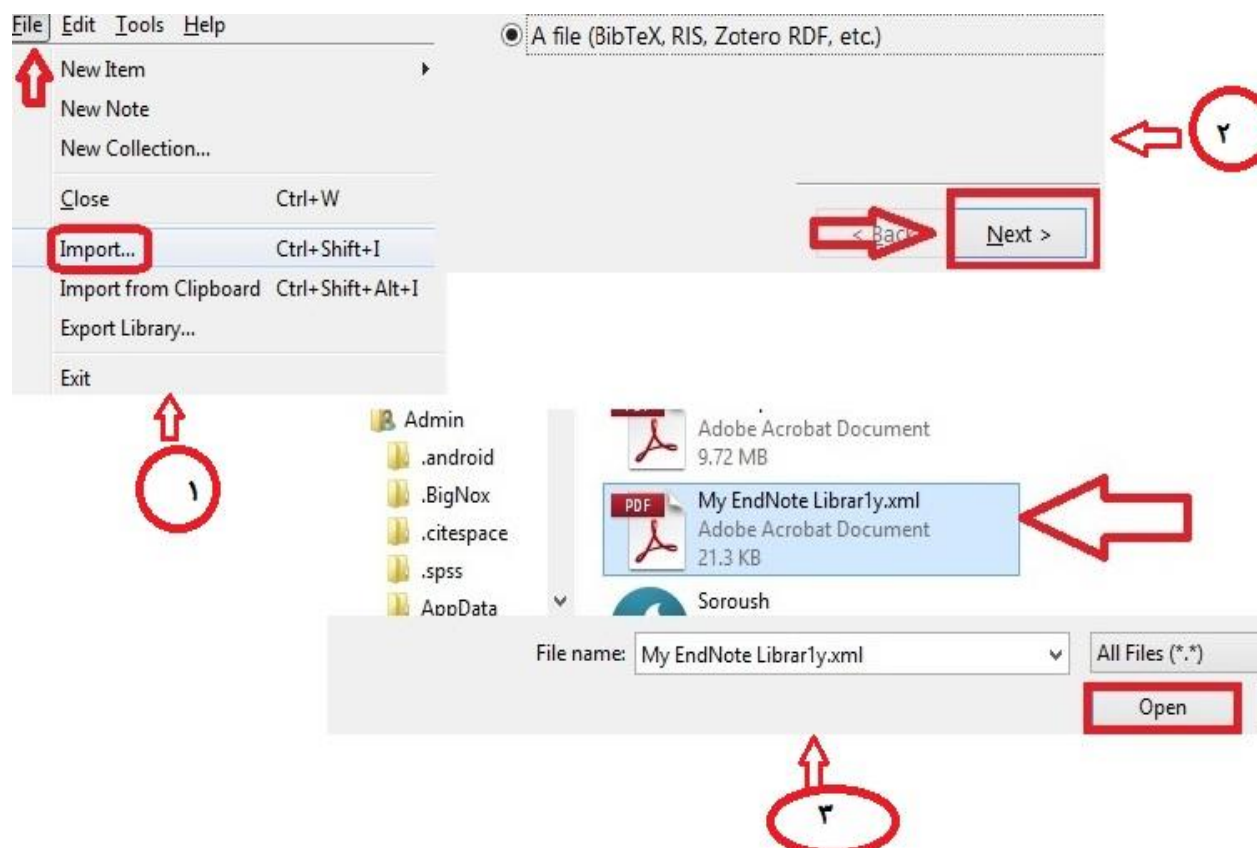 File Edit Tools Help
New Item
New Note
New Collection...
Close Ctrl+W
Import... Ctrl+Shift+I
Import from Clipboard Ctrl+Shift+Alt+I
Export Library...
Exit
۱
A file (BibTeX, RIS, Zotero RDF, etc.)
۲
< Back
Next >
Admin
.android
.BigNox
.citespace
.spss
AppData
PDF
Adobe Acrobat Document
9.72 MB
PDF
My EndNote Librar1y.xml
Adobe Acrobat Document
21.3 KB
Soroush
File name: My EndNote Librar1y.xml All Files (*.*)
Open
۳